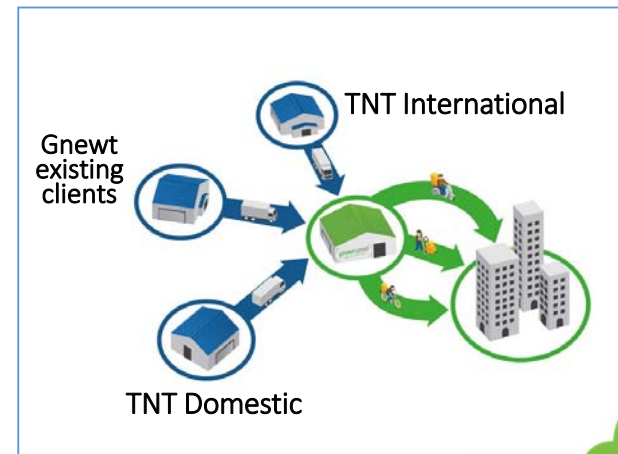 TNT International
Gnewt
existing
clients
TNT Domestic